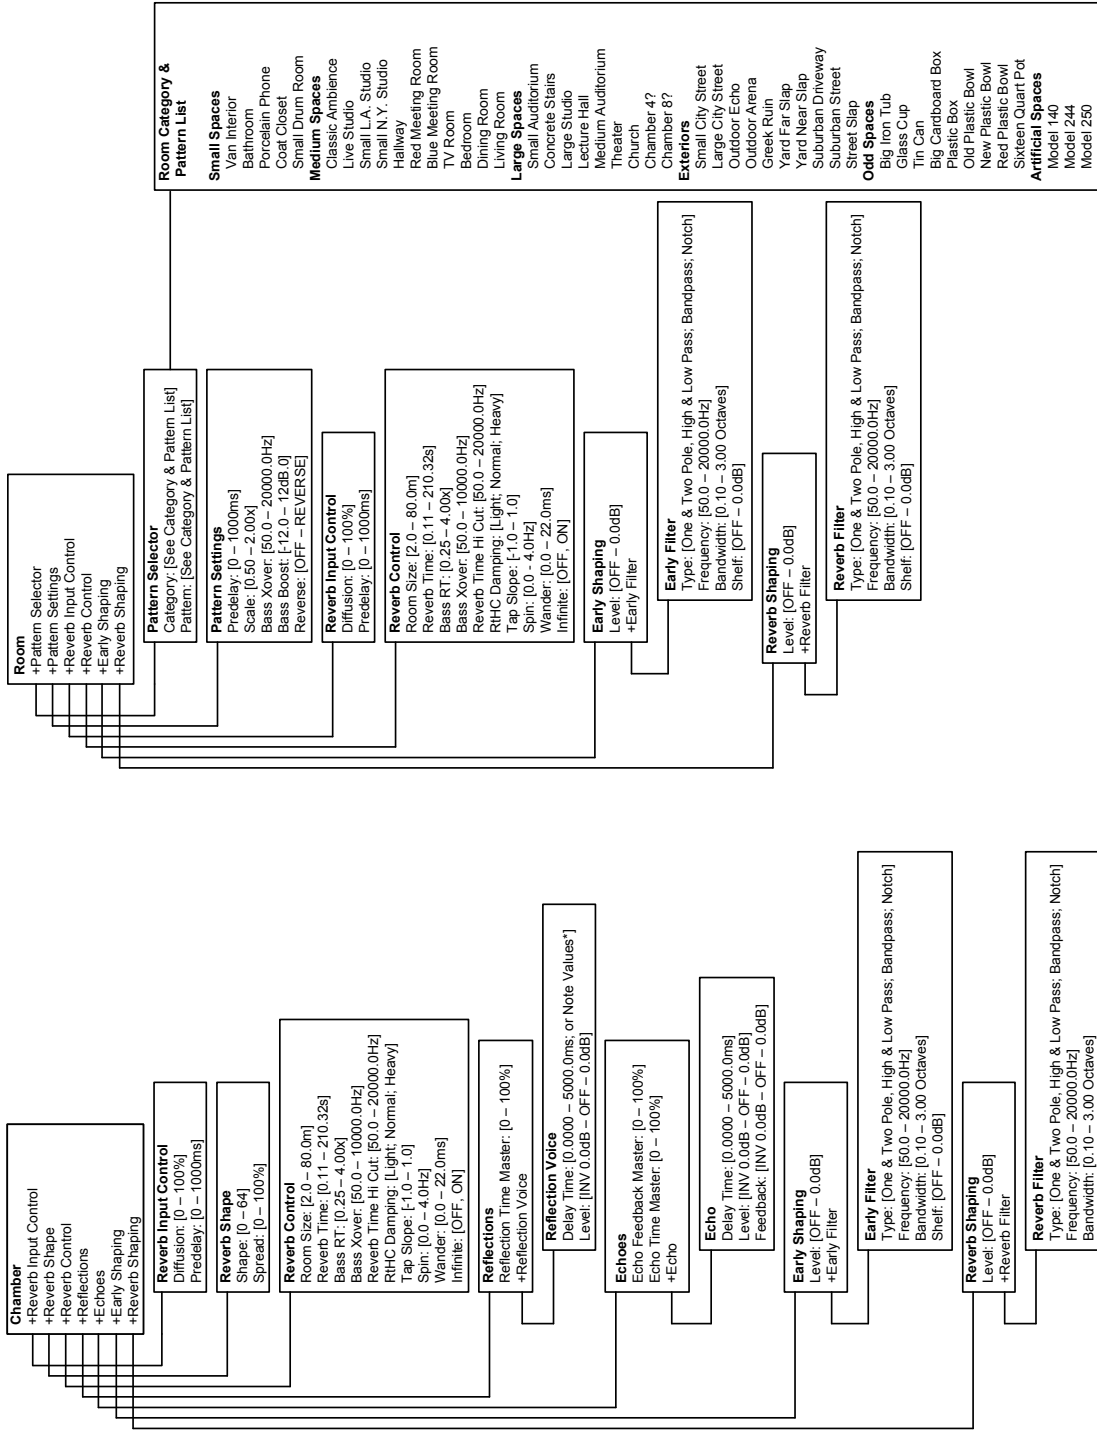 Chamber
+Reverb Input Control
+Reverb Shape
+Reverb Control
+Reflections
+Echoes
+Early Shaping
+Reverb Shaping
Reverb Input Control
Diffusion: [0 – 100%]
Predelay: [0 – 1000ms]
Reverb Shape
Shape: [0 – 64]
Spread: [0 – 100%]
Reverb Control
Room Size: [2.0 – 80.0m]
Reverb Time: [0.11 – 210.32s]
Bass RT: [0.25 – 4.00x]
Bass Xover: [50.0 – 10000.0Hz]
Reverb Time Hi Cut: [50.0 – 20000.0Hz]
RtHC Damping: [Light; Normal; Heavy]
Tap Slope: [-1.0 – 1.0]
Spin: [0.0 – 4.0Hz]
Wander: [0.0 – 22.0ms]
Infinite: [OFF, ON]
Reflections
Reflection Time Master: [0 – 100%]
+Reflection Voice
Reflection Voice
Delay Time: [0.0000 – 5000.0ms; or Note Values*]
Level: [INV 0.0dB – OFF – 0.0dB]
Echoes
Echo Feedback Master: [0 – 100%]
Echo Time Master: [0 – 100%]
+Echo
Echo
Delay Time: [0.0000 – 5000.0ms]
Level: [INV 0.0dB – OFF – 0.0dB]
Feedback: [INV 0.0dB – OFF – 0.0dB]
Early Shaping
Level: [OFF – 0.0dB]
+Early Filter
Early Filter
Type: [One & Two Pole, High & Low Pass; Bandpass; Notch]
Frequency: [50.0 – 20000.0Hz]
Bandwidth: [0.10 – 3.00 Octaves]
Shelf: [OFF – 0.0dB]
Reverb Shaping
Level: [OFF – 0.0dB]
+Reverb Filter
Reverb Filter
Type: [One & Two Pole, High & Low Pass; Bandpass; Notch]
Frequency: [50.0 – 20000.0Hz]
Bandwidth: [0.10 – 3.00 Octaves]
Room
+Pattern Selector
+Pattern Settings
+Reverb Input Control
+Reverb Control
+Early Shaping
+Reverb Shaping
Pattern Selector
Category: [See Category & Pattern List]
Pattern: [See Category & Pattern List]
Pattern Settings
Predelay: [0 – 1000ms]
Scale: [0.50 - 2.00x]
Bass Xover: [50.0 – 20000.0Hz]
Bass Boost: [-12.0 – 12dB.0]
Reverse: [OFF – REVERSE]
Reverb Input Control
Diffusion: [0 – 100%]
Predelay: [0 – 1000ms]
Reverb Control
Room Size: [2.0 – 80.0m]
Reverb Time: [0.11 – 210.32s]
Bass RT: [0.25 – 4.00x]
Bass Xover: [50.0 – 10000.0Hz]
Reverb Time Hi Cut: [50.0 – 20000.0Hz]
RtHC Damping: [Light; Normal; Heavy]
Tap Slope: [-1.0 – 1.0]
Spin: [0.0 - 4.0Hz]
Wander: [0.0 – 22.0ms]
Infinite: [OFF, ON]
Early Shaping
Level: [OFF – 0.0dB]
+Early Filter
Early Filter
Type: [One & Two Pole, High & Low Pass; Bandpass; Notch]
Frequency: [50.0 – 20000.0Hz]
Bandwidth: [0.10 – 3.00 Octaves]
Shelf: [OFF – 0.0dB]
Reverb Shaping
Level: [OFF – 0.0dB]
+Reverb Filter
Reverb Filter
Type: [One & Two Pole, High & Low Pass; Bandpass; Notch]
Frequency: [50.0 – 20000.0Hz]
Bandwidth: [0.10 – 3.00 Octaves]
Shelf: [OFF – 0.0dB]
Room Category &
Pattern List
Small Spaces
Van Interior
Bathroom
Porcelain Phone
Coat Closet
Small Drum Room
Medium Spaces
Classic Ambience
Live Studio
Small L.A. Studio
Small N.Y. Studio
Hallway
Red Meeting Room
Blue Meeting Room
TV Room
Bedroom
Dining Room
Living Room
Large Spaces
Small Auditorium
Concrete Stairs
Large Studio
Lecture Hall
Medium Auditorium
Theater
Church
Chamber 4?
Chamber 8?
Exteriors
Small City Street
Large City Street
Outdoor Echo
Outdoor Arena
Greek Ruin
Yard Far Slap
Yard Near Slap
Suburban Driveway
Suburban Street
Street Slap
Odd Spaces
Big Iron Tub
Glass Cup
Tin Can
Big Cardboard Box
Plastic Box
Old Plastic Bowl
New Plastic Bowl
Red Plastic Bowl
Sixteen Quart Pot
Artificial Spaces
Model 140
Model 244
Model 250